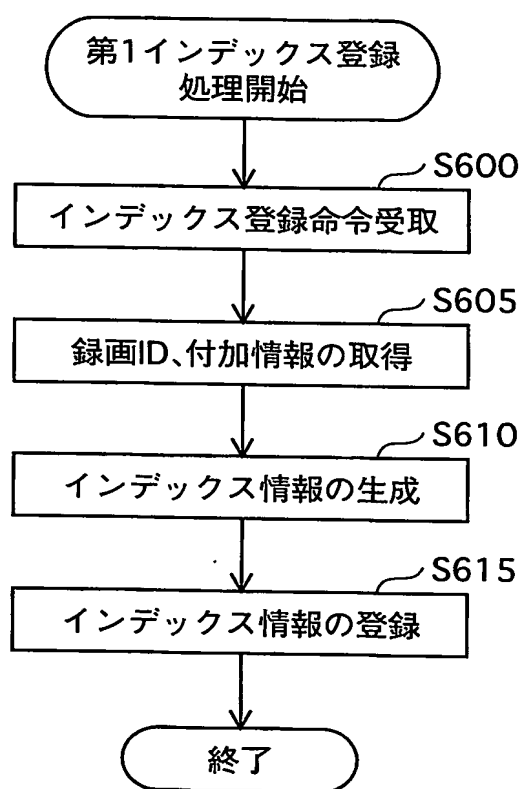 第1インデックス登録
処理開始
S600
インデックス登録命令受取
S605
録画ID、付加情報の取得
S610
インデックス情報の生成
S615
インデックス情報の登録
終了